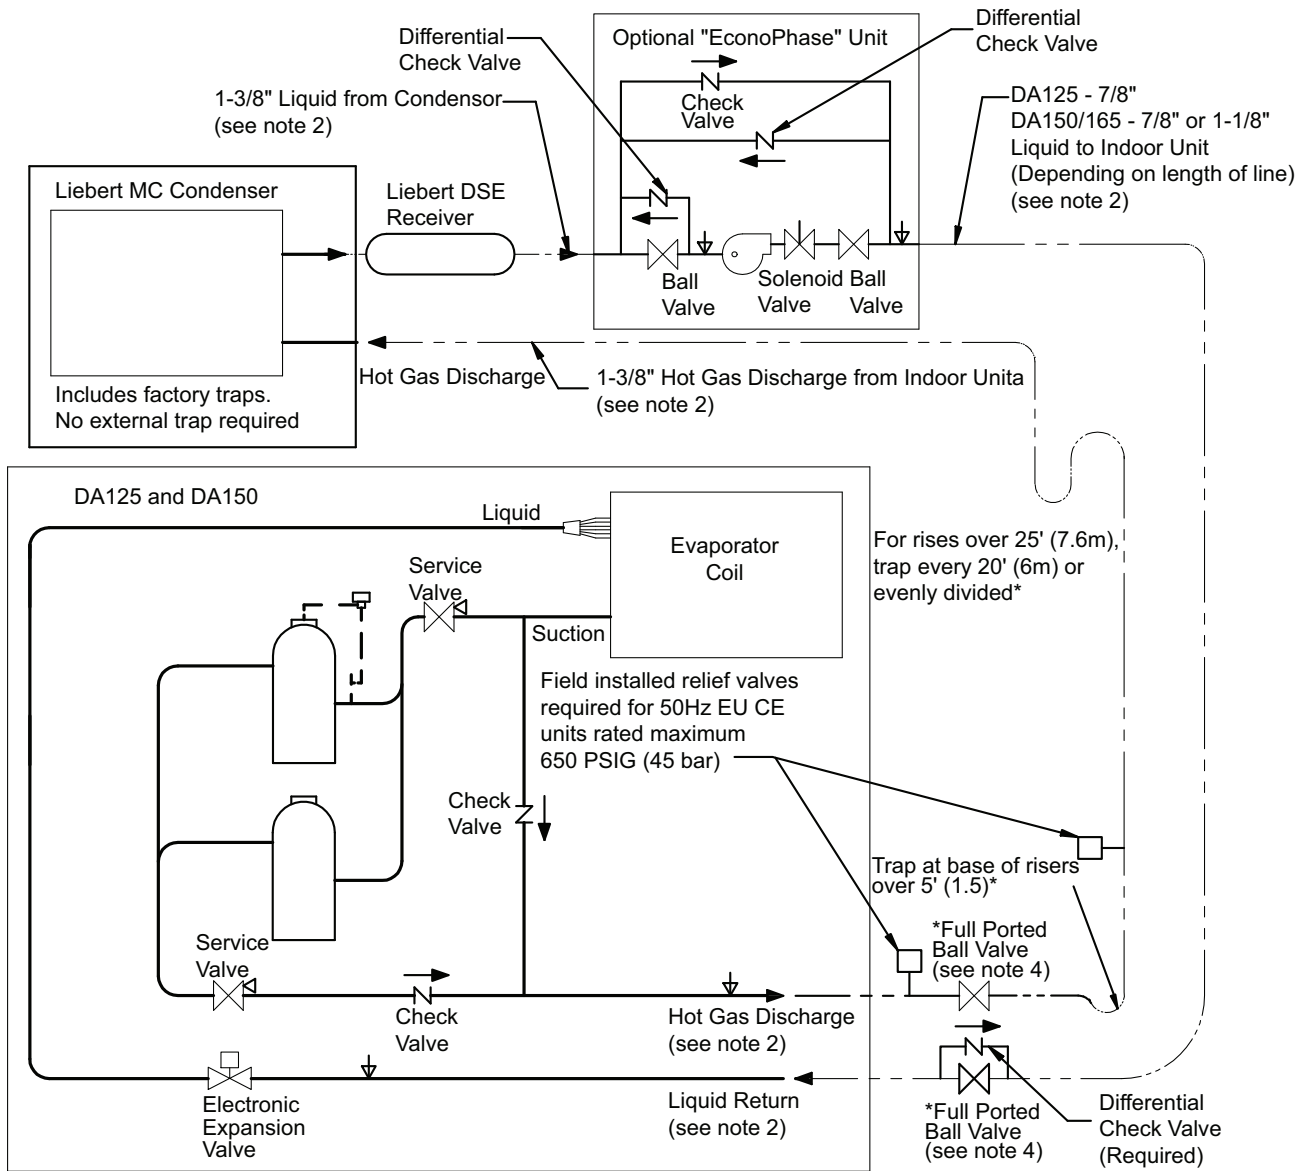 Differential
Check Valve
Optional "EconoPhase" Unit
Differential
Check Valve
1-3/8" Liquid from Condensor
(see note 2)
Check
Valve
DA125 - 7/8"
DA150/165 - 7/8" or 1-1/8"
Liquid to Indoor Unit
(Depending on length of line)
(see note 2)
Liebert MC Condenser
Liebert DSE
Receiver
Ball
Valve
Solenoid
Valve
Ball
Valve
Hot Gas Discharge
1-3/8" Hot Gas Discharge from Indoor Unita
(see note 2)
Includes factory traps.
No external trap required
DA125 and DA150
Liquid
Evaporator
Coil
Service
Valve
Suction
For rises over 25' (7.6m),
trap every 20' (6m) or
evenly divided*
Field installed relief valves
required for 50Hz EU CE
units rated maximum
650 PSIG (45 bar)
Check
Valve
Trap at base of risers
over 5' (1.5)*
Service
Valve
*Full Ported
Ball Valve
(see note 4)
Check
Valve
Hot Gas Discharge
(see note 2)
Electronic
Expansion
Valve
Liquid Return
(see note 2)
*Full Ported
Ball Valve
(see note 4)
Differential
Check Valve
(Required)